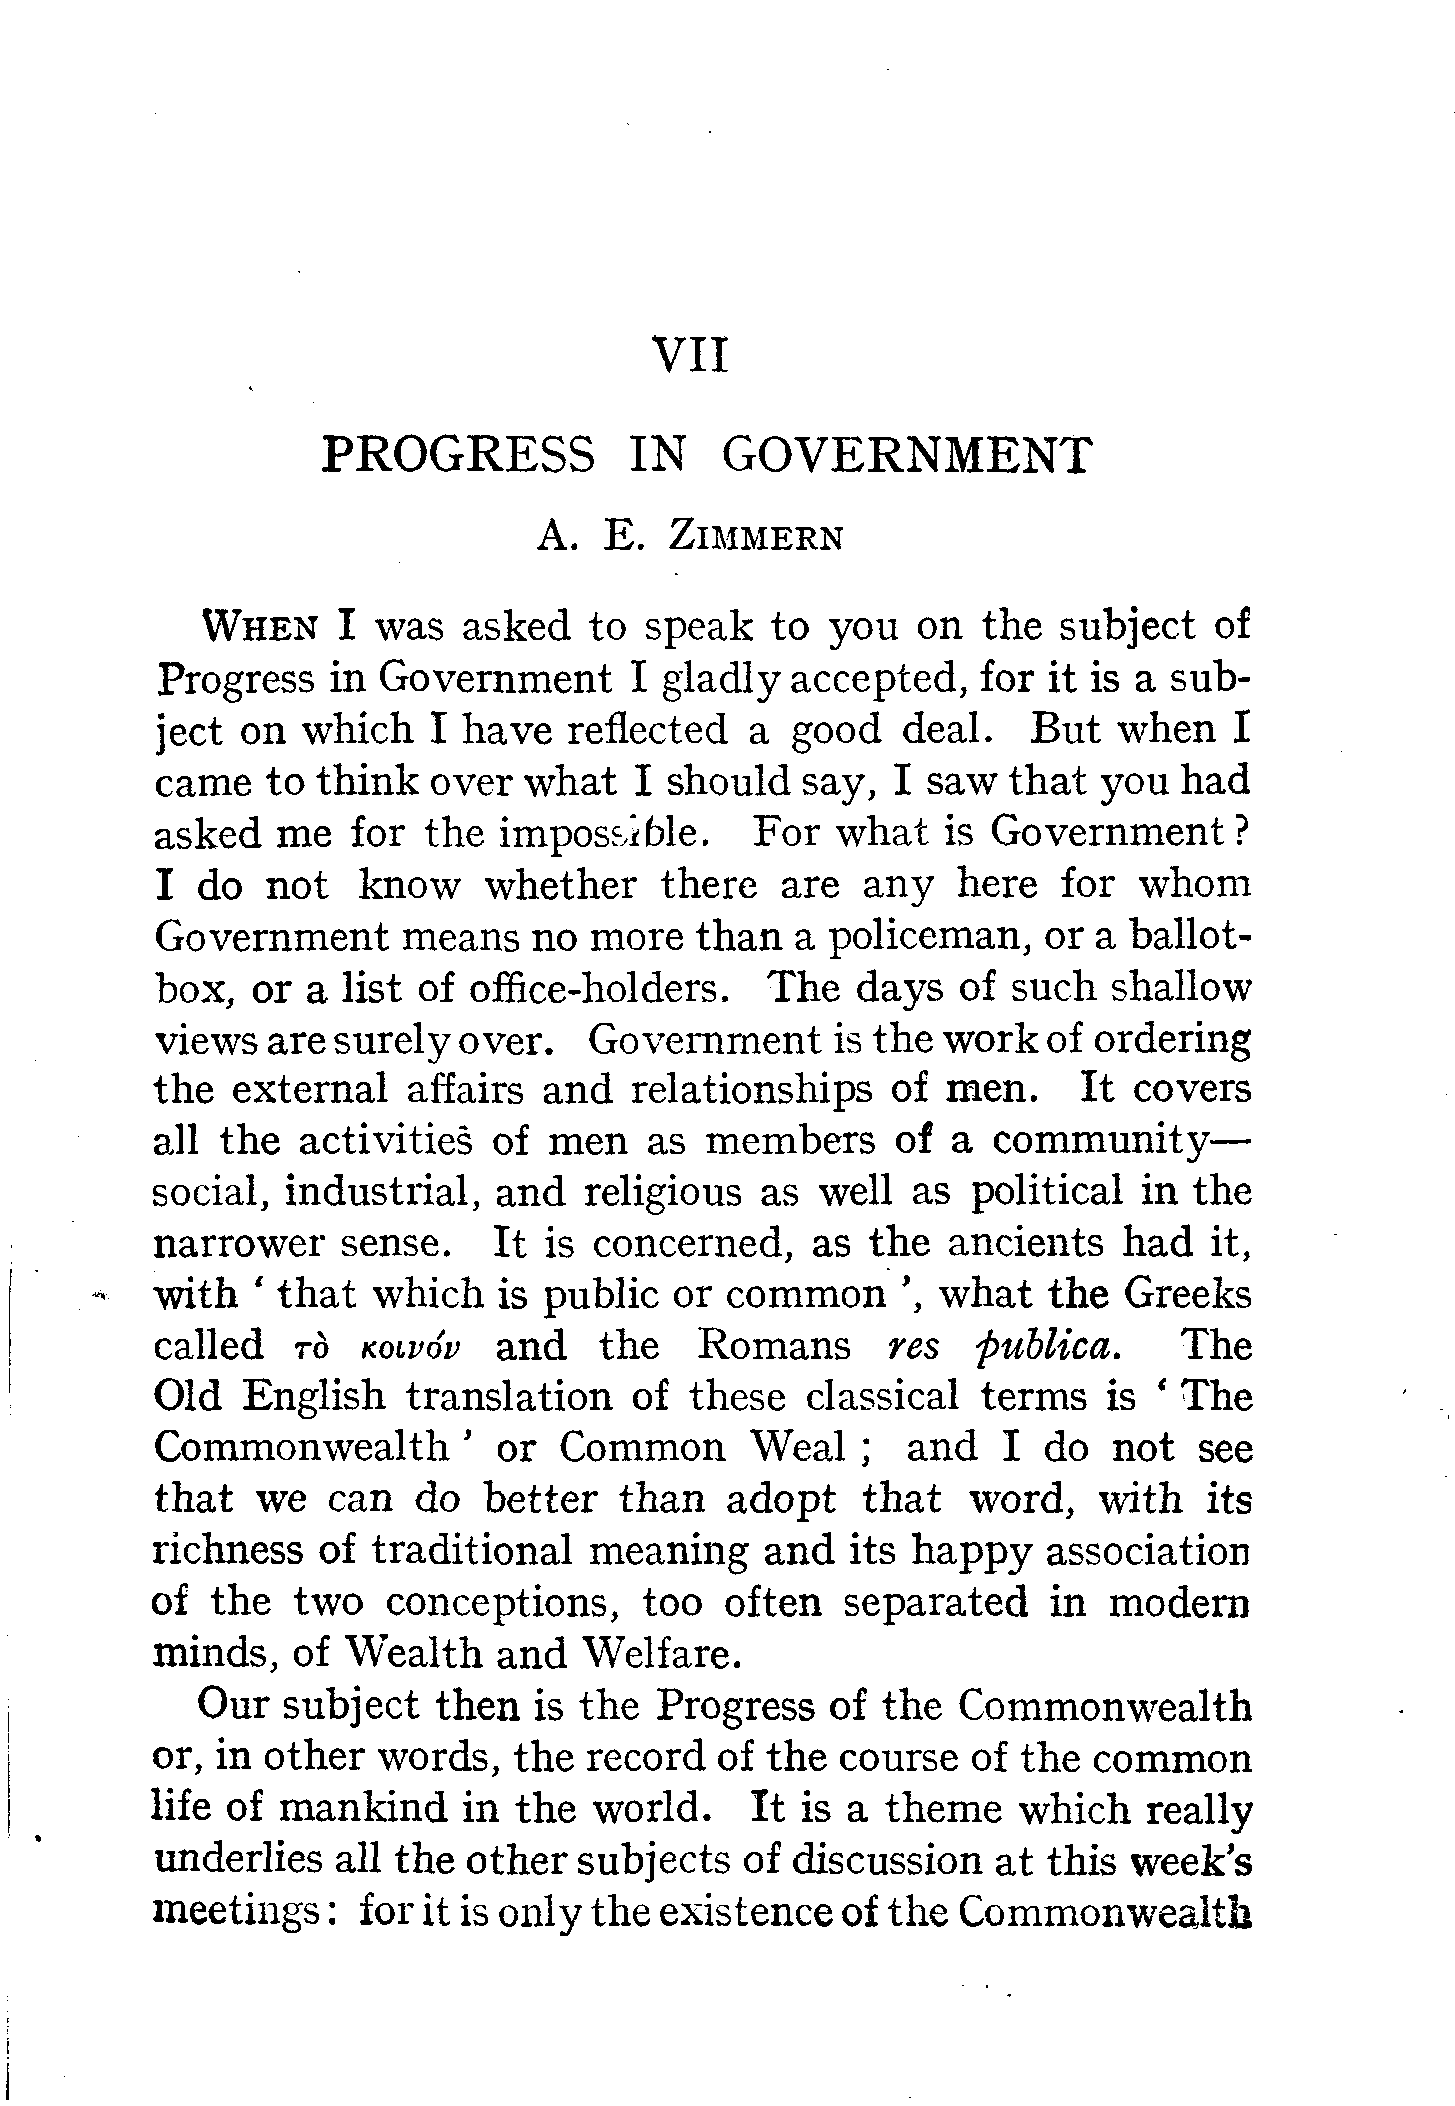 VII
PROGRESS IN GOVERNMENT
A. E. ZIMMERN
WHEN I was asked to speak to you on the subject of
Progress in Government I gladly accepted, for it is a sub-
ject on which I have reflected a good deal. But when I
came to think over what I should say, I saw that you had
asked me for the impossible. For what is Government ?
I do not know whether there are any here for whom
Government means no more than a policeman, or a ballot-
box, or a list of office-holders. The days of such shallow
views are surely over. Government is the work of ordering
the external affairs and relationships of men. It covers
all the activities of men as members of a community—
social, industrial, and religious as well as political in the
narrower sense. It is concerned, as the ancients had it,
with ‘ that which is public or common ’, what the Greeks
called τὸ κοινόν and the Romans res publica. The
Old English translation of these classical terms is ‘ The
Commonwealth ’ or Common Weal ; and I do not see
that we can do better than adopt that word, with its
richness of traditional meaning and its happy association
of the two conceptions, too often separated in modern
minds, of Wealth and Welfare.
Our subject then is the Progress of the Commonwealth
or, in other words, the record of the course of the common
life of mankind in the world. It is a theme which really
underlies all the other subjects of discussion at this week's
meetings : for it is only the existence of the Commonwealth